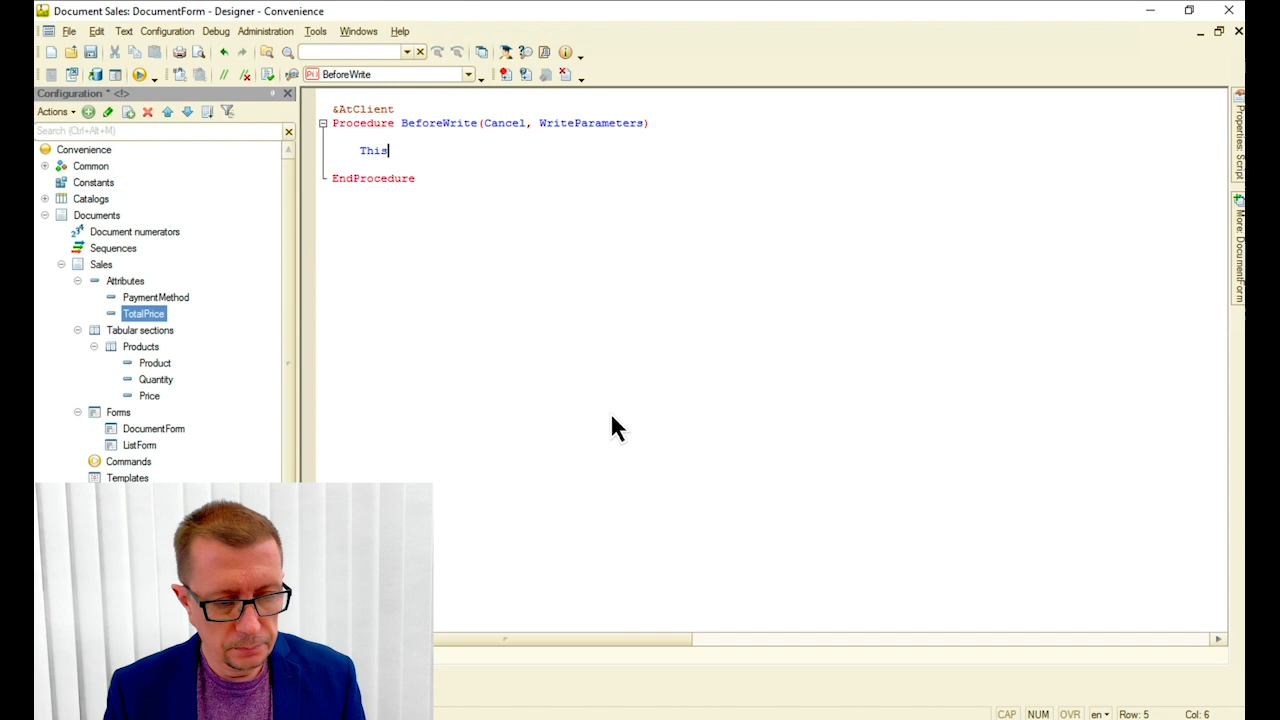 Document Sales: DocumentForm - Designer - Convenience
File Edit Text Configuration Debug Administration Tools Windows Help
BeforeWrite
Configuration * <!>
Actions
Search (Ctrl+Alt+M)
Convenience
Common
Constants
Catalogs
Documents
Document numerators
Sequences
Sales
Attributes
PaymentMethod
TotalPrice
Tabular sections
Products
Product
Quantity
Price
Forms
DocumentForm
ListForm
Commands
Templates
&AtClient
Procedure BeforeWrite(Cancel, WriteParameters)
This
EndProcedure
Properties: Script
More: DocumentForm
CAP NUM OVR en Row: 5 Col: 6